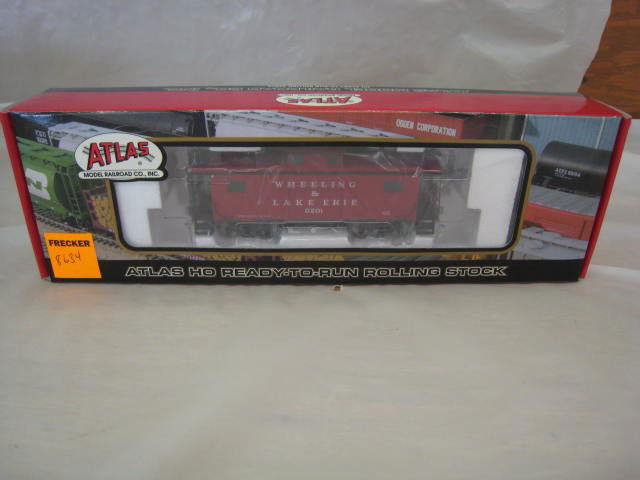 ATLAS
ATLAS
MODEL RAILROAD CO., INC.
OGDEN CORPORATION
WHEELING
&
LAKE ERIE
0201
FRECKER
8634
ATLAS HO READY-TO-RUN ROLLING STOCK